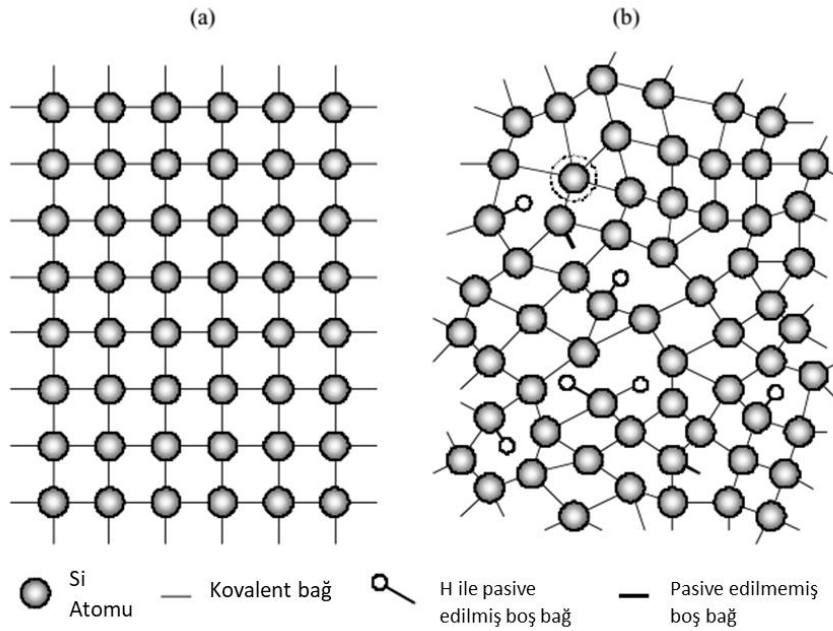 (a)
(b)
Si
Atomu
Kovalent bağ
H ile pasive
edilmiş boş bağ
Pasive edilmemiş
boş bağ